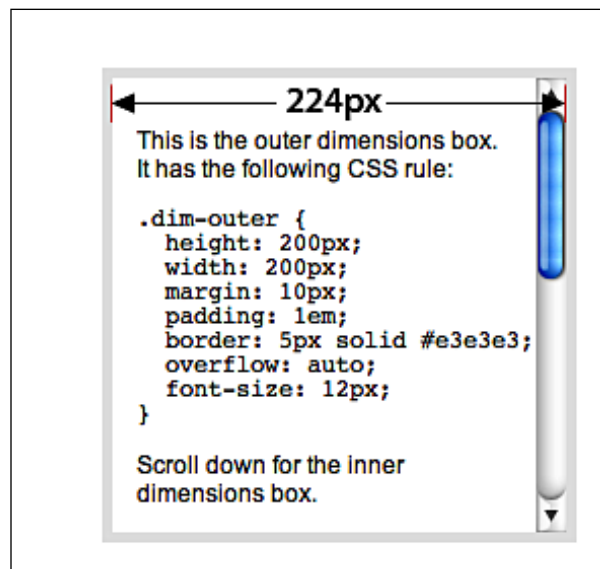 224px
This is the outer dimensions box.
It has the following CSS rule:
.dim-outer {
  height: 200px;
  width: 200px;
  margin: 10px;
  padding: 1em;
  border: 5px solid #e3e3e3;
  overflow: auto;
  font-size: 12px;
}
Scroll down for the inner
dimensions box.